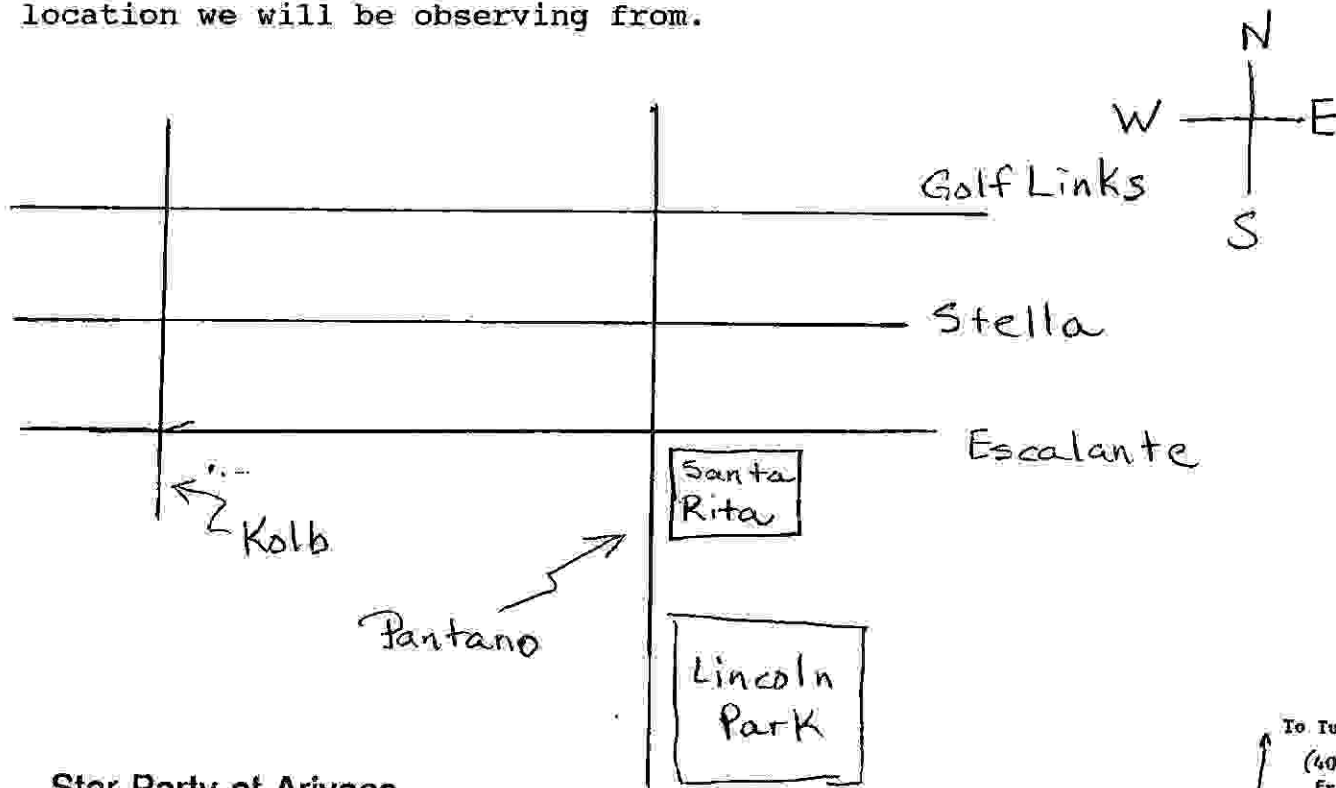 location we will be observing from.
N
W E
S
Golf Links
Stella
Escalante
Santa
Rita
Kolb
Pantano
Lincoln
Park
Star Party at Arivaca
To
(40